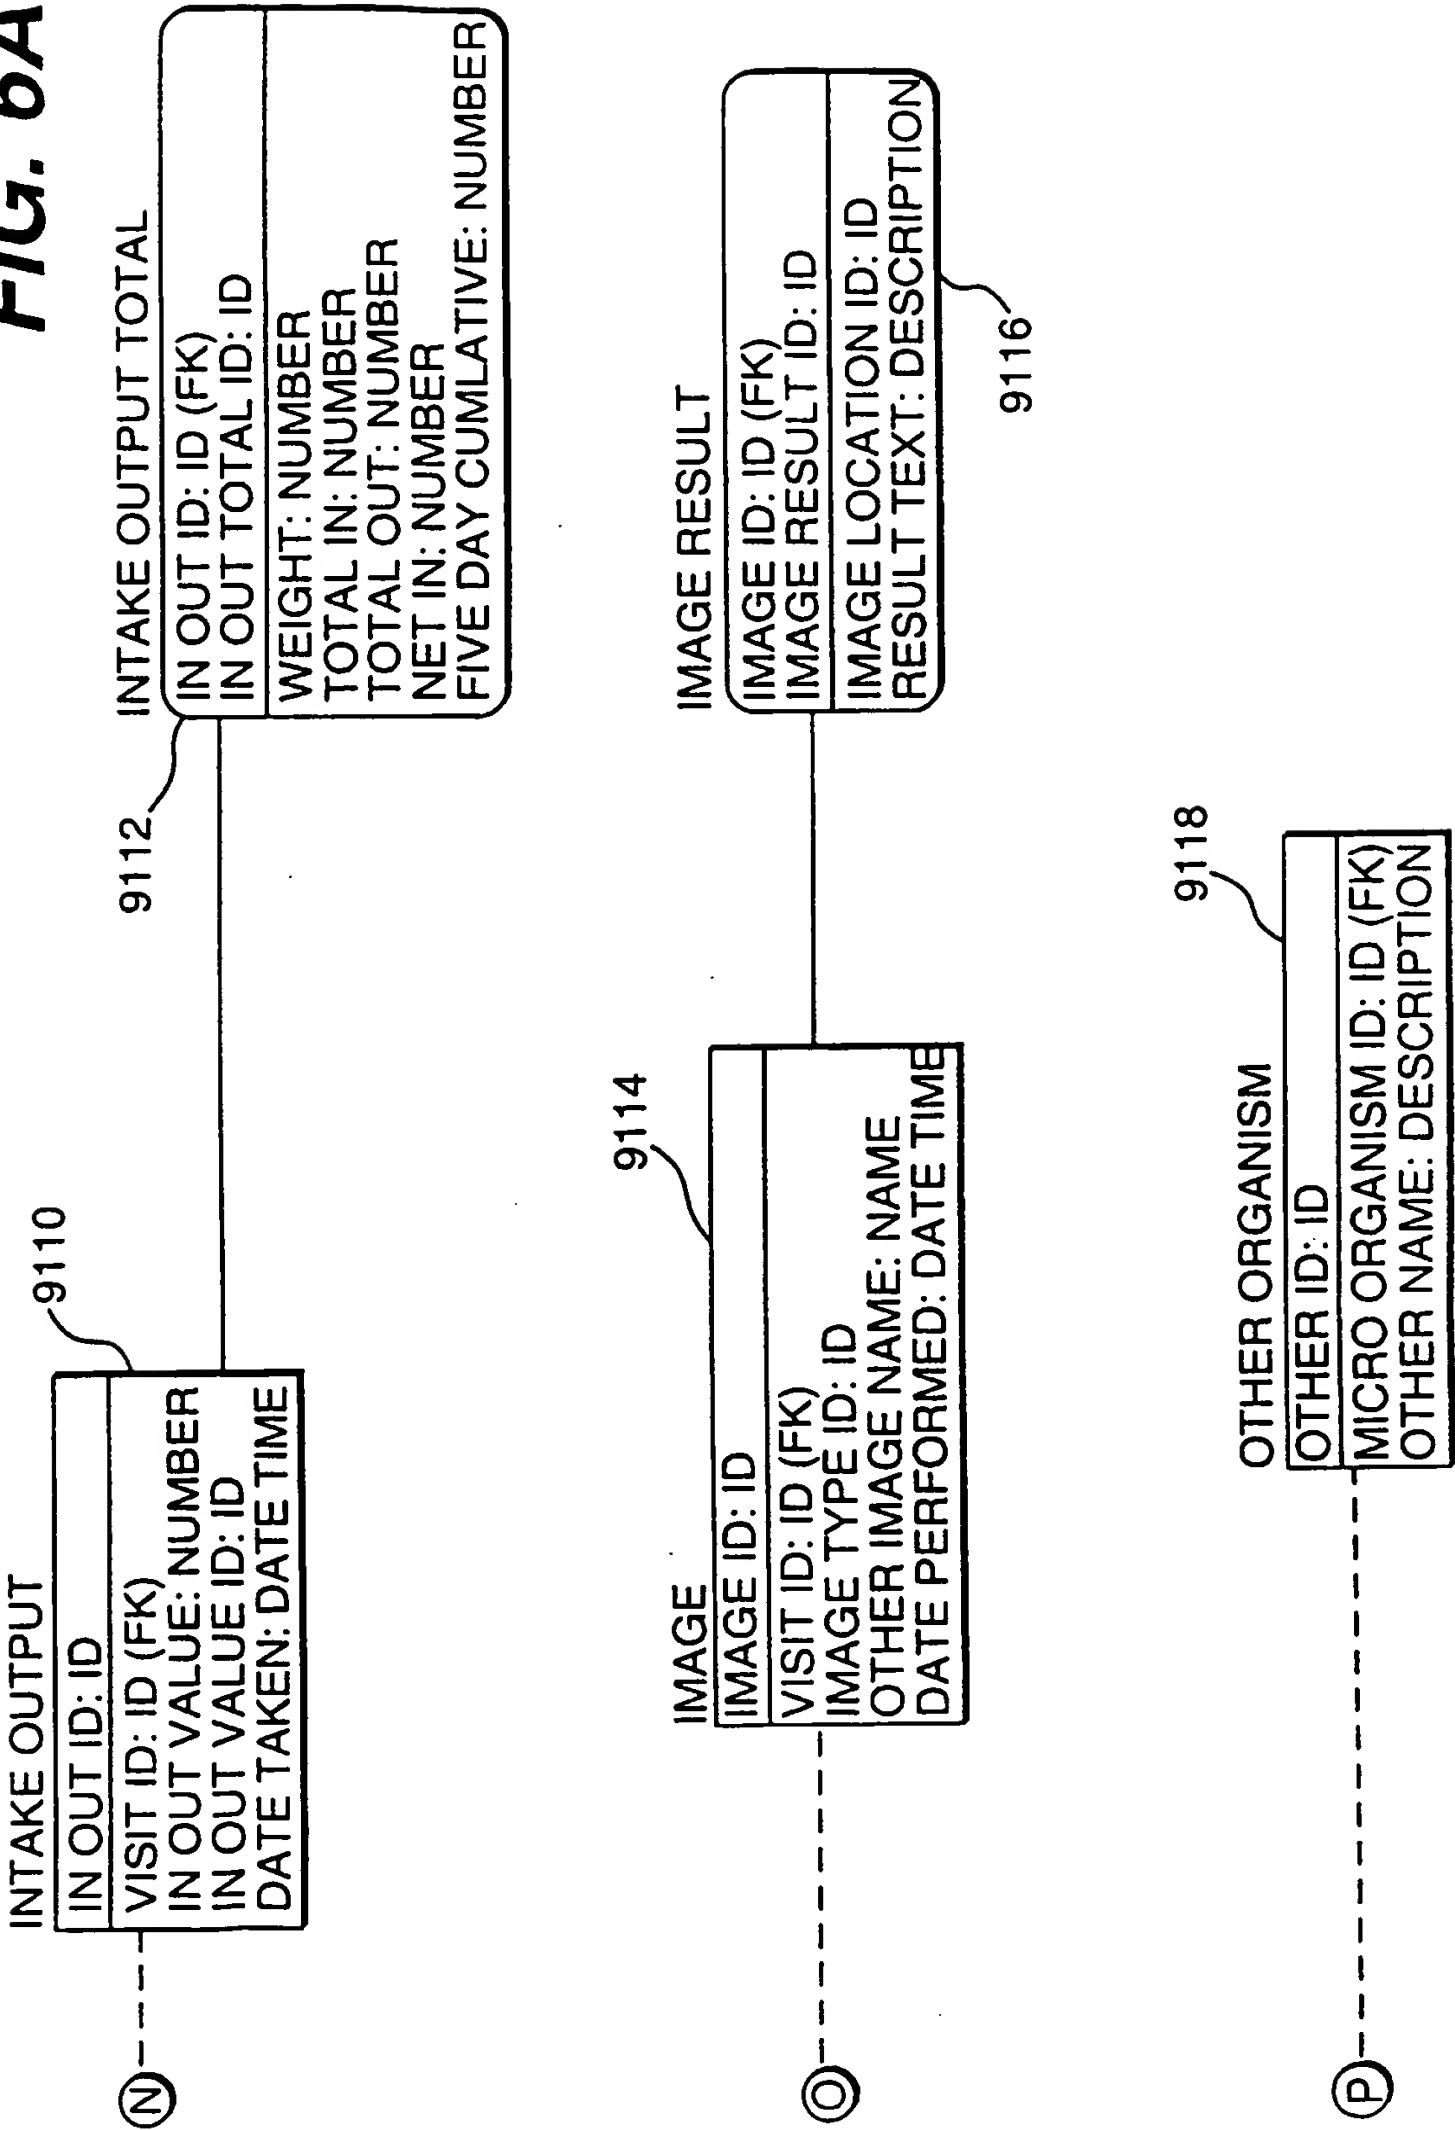 FIG. 6A
INTAKE OUTPUT
9110
IN OUT ID: ID
VISIT ID: ID (FK)
IN OUT VALUE: NUMBER
IN OUT VALUE ID: ID
DATE TAKEN: DATE TIME
N
9112
INTAKE OUTPUT TOTAL
IN OUT ID: ID (FK)
IN OUT TOTAL ID: ID
WEIGHT: NUMBER
TOTAL IN: NUMBER
TOTAL OUT: NUMBER
NET IN: NUMBER
FIVE DAY CUMLATIVE: NUMBER
9114
IMAGE
IMAGE ID: ID
VISIT ID: ID (FK)
IMAGE TYPE ID: ID
OTHER IMAGE NAME: NAME
DATE PERFORMED: DATE TIME
O
IMAGE RESULT
IMAGE ID: ID (FK)
IMAGE RESULT ID: ID
IMAGE LOCATION ID: ID
RESULT TEXT: DESCRIPTION
9116
9118
OTHER ORGANISM
OTHER ID: ID
MICRO ORGANISM ID: ID (FK)
OTHER NAME: DESCRIPTION
P